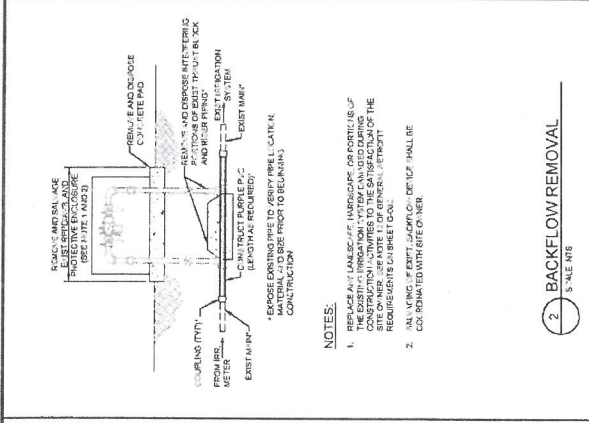 REMOVE AND SALVAGE
EXIST RPPD ASS'Y AND
PROTECTIVE ENCLOSURE
(SEE NOTE 1 AND 2)
REMOVE AND DISPOSE
CONCRETE PAD
REMOVE AND DISPOSE INTERFERING
PORTIONS OF EXIST THRUST BLOCK
AND RISER PIPING*
COUPLING (TYP)*
FROM IRR.
METER
EXIST IRRIGATION
SYSTEM
EXIST MAIN*
EXIST MAIN*
CONSTRUCT PURPLE PVC
(LENGTH AS REQUIRED)*
* EXPOSE EXISTING PIPE TO VERIFY PIPE LOCATION,
MATERIAL AND SIZE PRIOR TO BEGINNING
CONSTRUCTION
NOTES:
1. REPLACE ANY LANDSCAPE, HARDSCAPE, OR PORTIONS OF
THE EXISTING IRRIGATION SYSTEM DAMAGED DURING
CONSTRUCTION ACTIVITIES TO THE SATISFACTION OF THE
SITE OWNER. SEE NOTE 12 OF GENERAL RETROFIT
REQUIREMENTS ON SHEET
2. SALVAGING OF EXIST. BACKFLOW DEVICE SHALL BE
COORDINATED WITH SITE OWNER.
2 BACKFLOW REMOVAL
SCALE: NTS